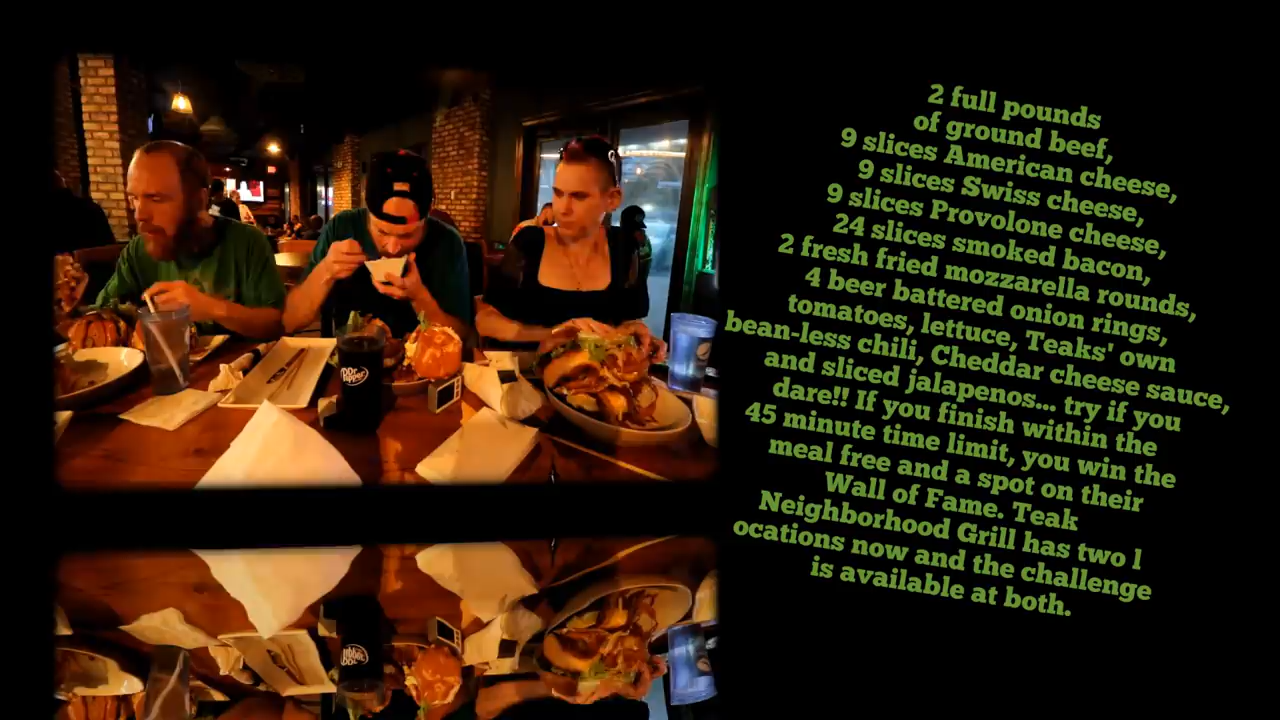 2 full pounds
of ground beef,
9 slices American cheese,
9 slices Swiss cheese,
9 slices Provolone cheese,
24 slices smoked bacon,
2 fresh fried mozzarella rounds,
4 beer battered onion rings,
tomatoes, lettuce, Teaks' own
bean-less chili, Cheddar cheese sauce,
and sliced jalapenos... try if you
dare!! If you finish within the
45 minute time limit, you win the
meal free and a spot on their
Wall of Fame. Teak
Neighborhood Grill has two l
ocations now and the challenge
is available at both.
Dr Pepper